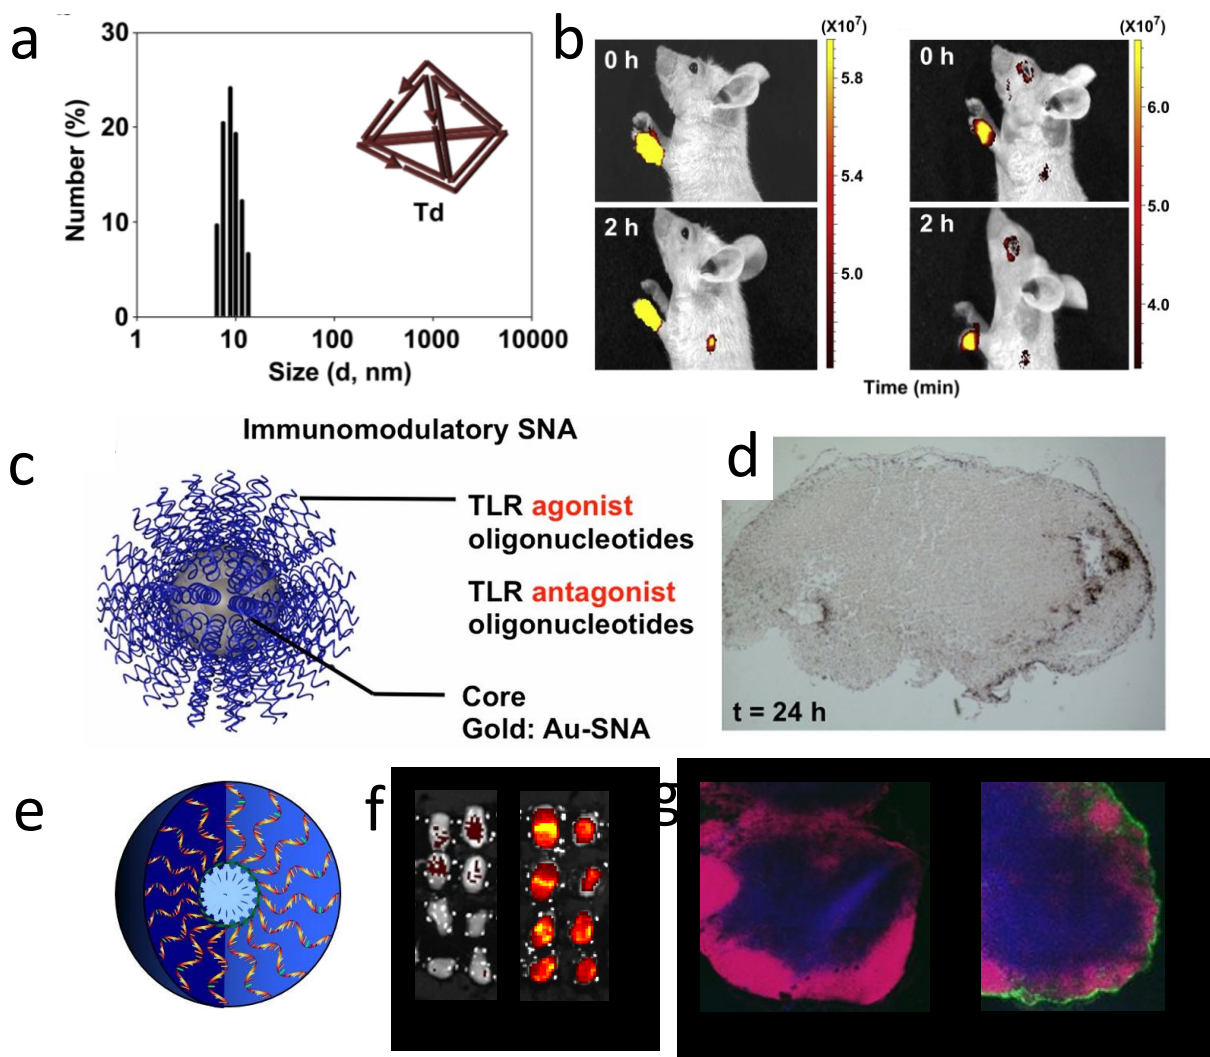 a
30
20
10
0
Number (%)
Td
1
10
100
1000
10000
Size (d, nm)
b
(X10⁷)
0 h
5.8
5.4
5.0
2 h
(X10⁷)
0 h
6.0
5.0
4.0
2 h
Time (min)
Immunomodulatory SNA
c
TLR agonist
oligonucleotides
TLR antagonist
oligonucleotides
Core
Gold: Au-SNA
d
t = 24 h
e
f
g